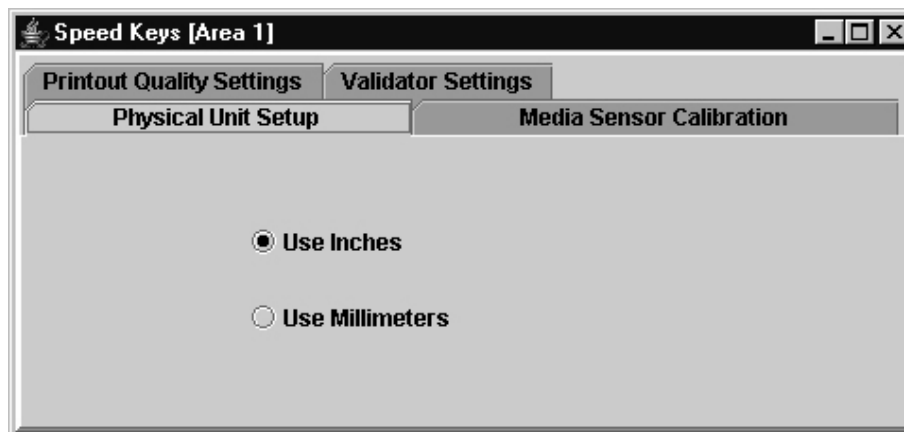 Speed Keys [Area 1]
Printout Quality Settings Validator Settings
Physical Unit Setup Media Sensor Calibration
Use Inches
Use Millimeters